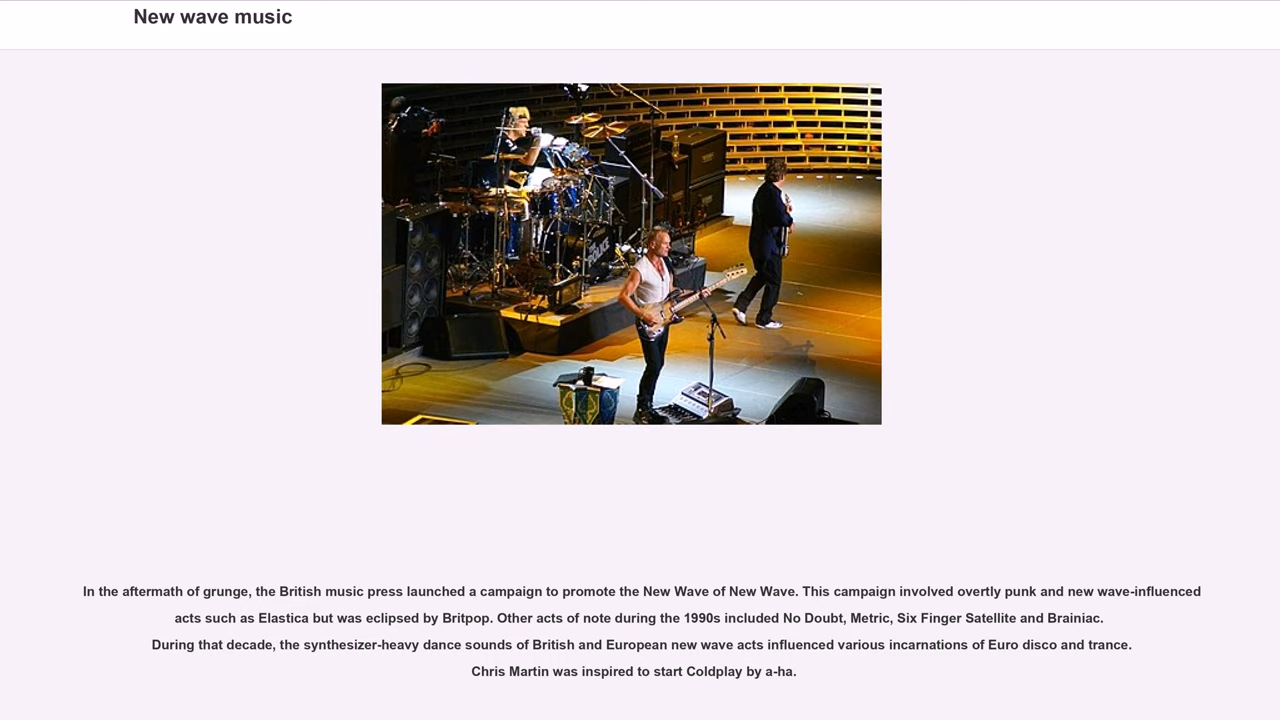 New wave music
THE
POLICE
In the aftermath of grunge, the British music press launched a campaign to promote the New Wave of New Wave. This campaign involved overtly punk and new wave-influenced
acts such as Elastica but was eclipsed by Britpop. Other acts of note during the 1990s included No Doubt, Metric, Six Finger Satellite and Brainiac.
During that decade, the synthesizer-heavy dance sounds of British and European new wave acts influenced various incarnations of Euro disco and trance.
Chris Martin was inspired to start Coldplay by a-ha.